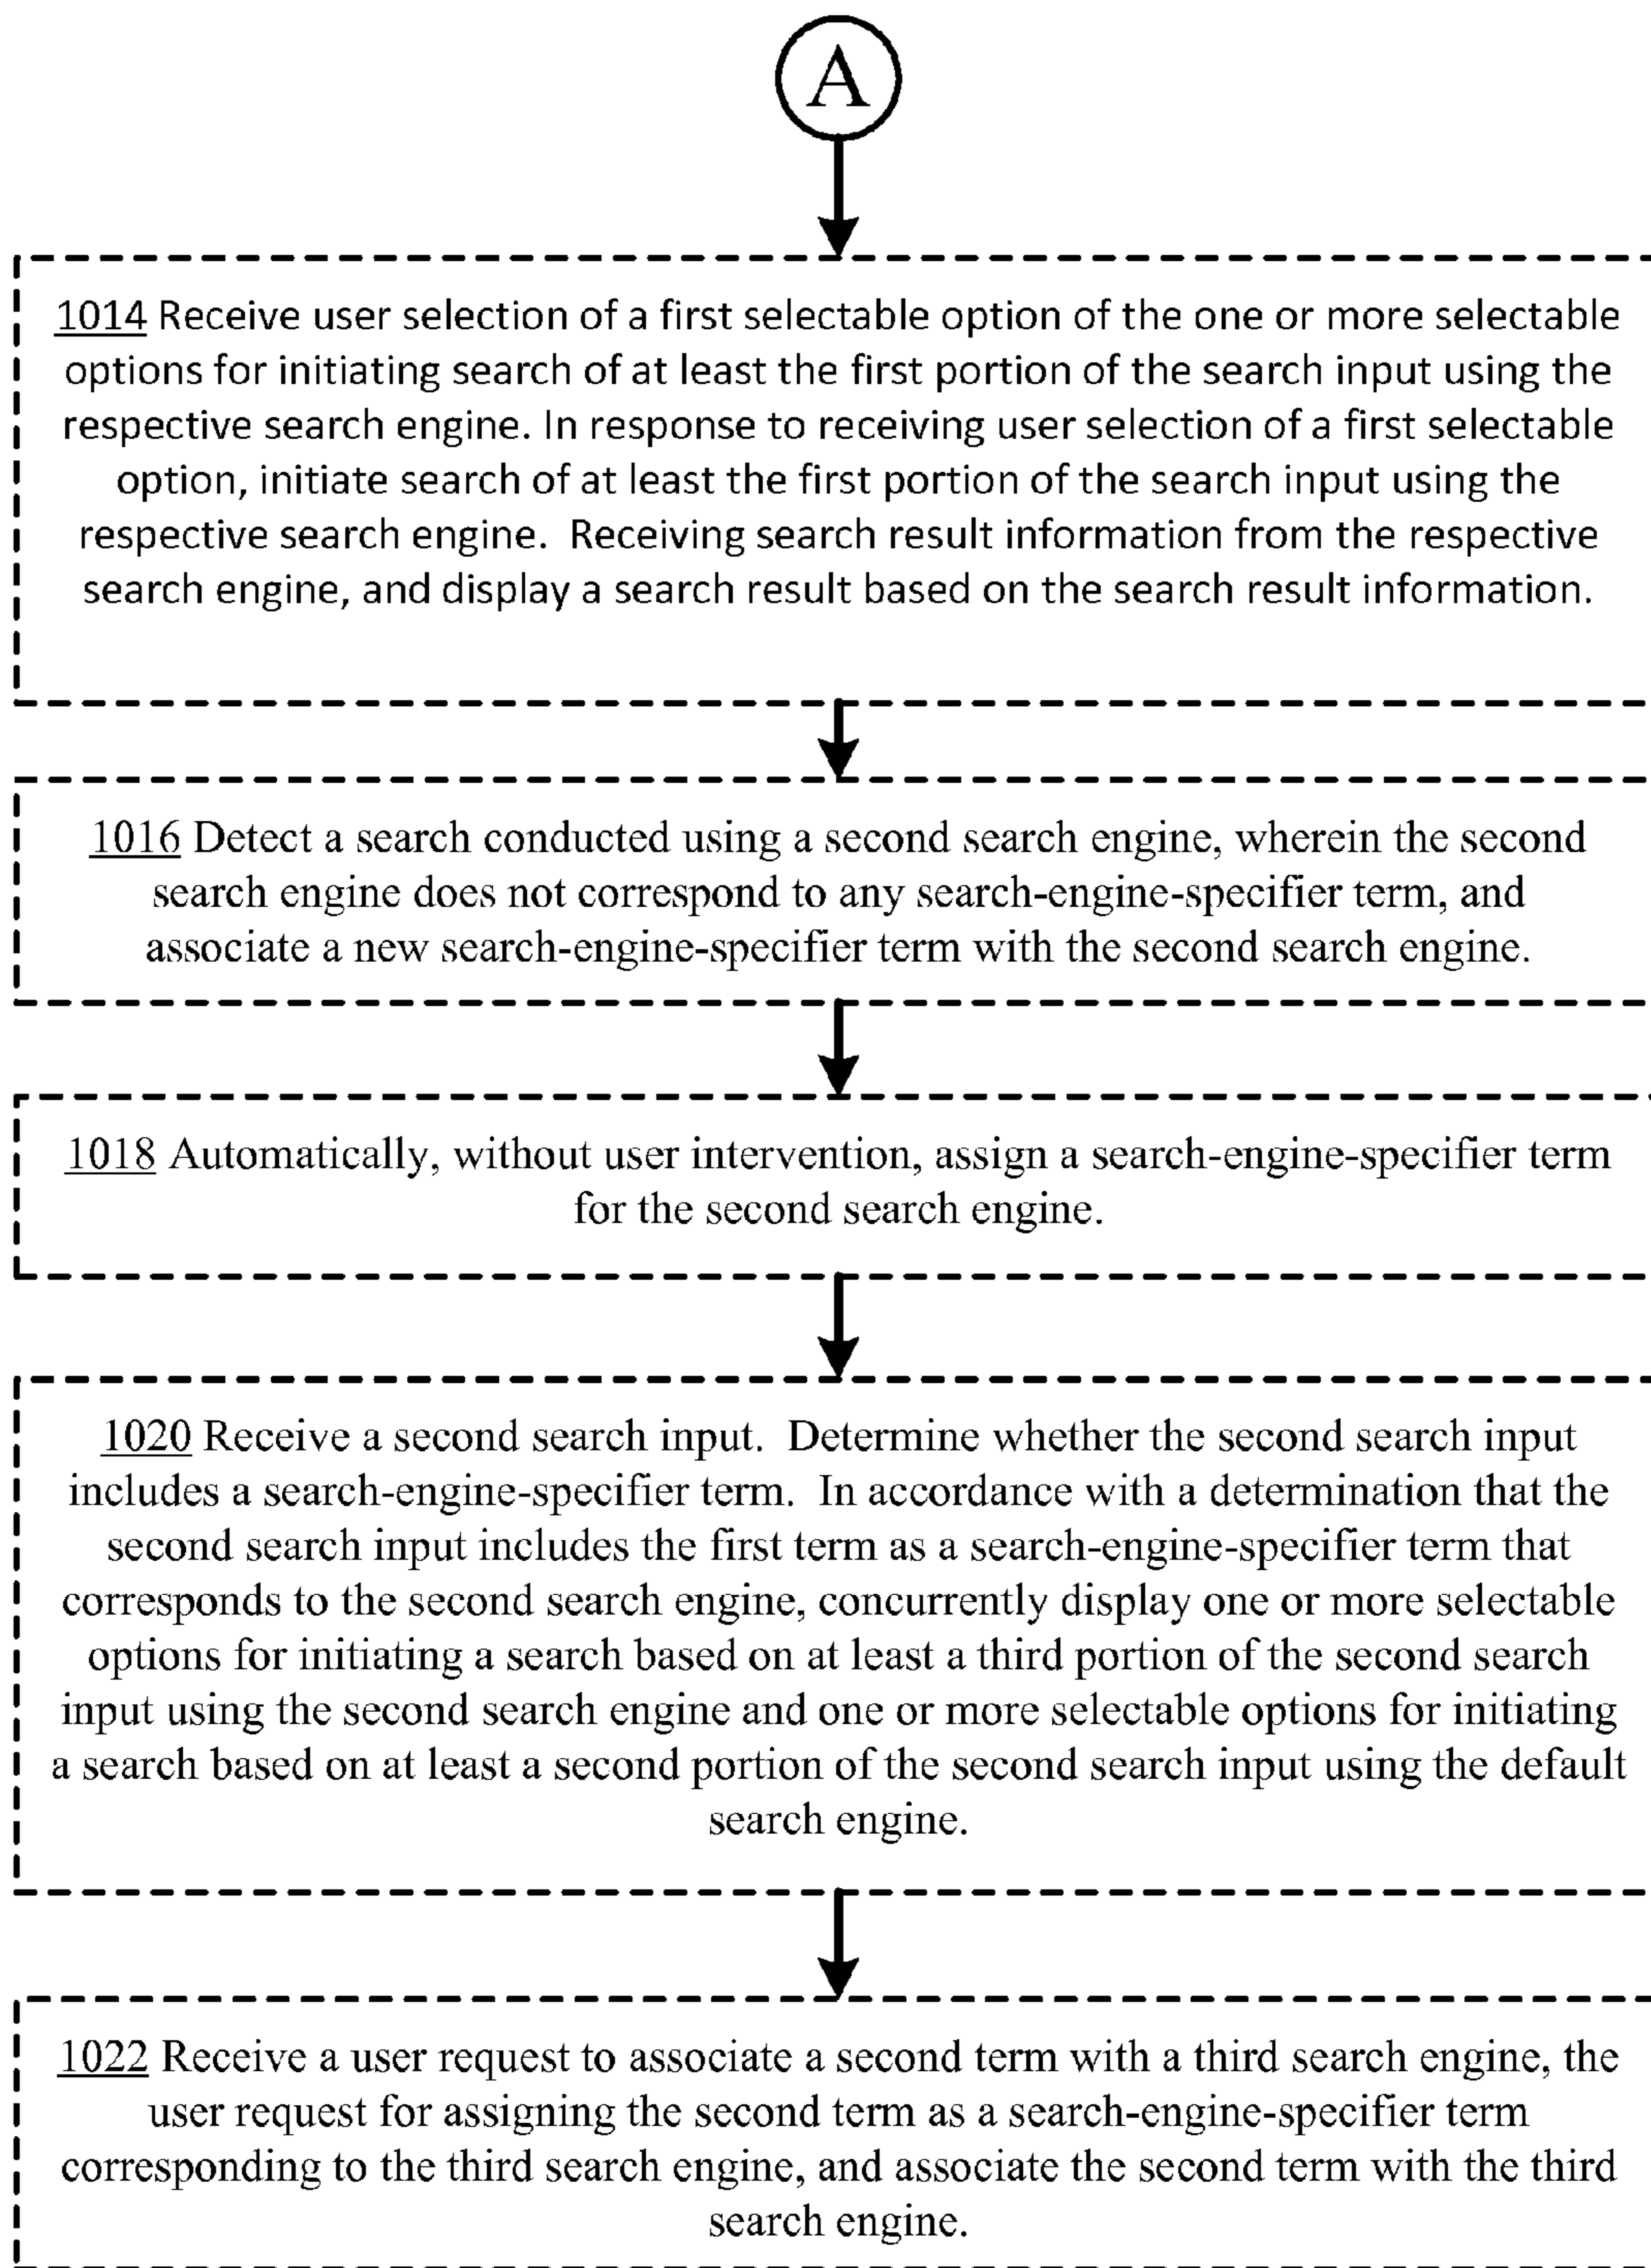 A
1014 Receive user selection of a first selectable option of the one or more selectable
options for initiating search of at least the first portion of the search input using the
respective search engine. In response to receiving user selection of a first selectable
option, initiate search of at least the first portion of the search input using the
respective search engine.  Receiving search result information from the respective
search engine, and display a search result based on the search result information.
1016 Detect a search conducted using a second search engine, wherein the second
search engine does not correspond to any search-engine-specifier term, and
associate a new search-engine-specifier term with the second search engine.
1018 Automatically, without user intervention, assign a search-engine-specifier term
for the second search engine.
1020 Receive a second search input.  Determine whether the second search input
includes a search-engine-specifier term.  In accordance with a determination that the
second search input includes the first term as a search-engine-specifier term that
corresponds to the second search engine, concurrently display one or more selectable
options for initiating a search based on at least a third portion of the second search
input using the second search engine and one or more selectable options for initiating
a search based on at least a second portion of the second search input using the default
search engine.
1022 Receive a user request to associate a second term with a third search engine, the
user request for assigning the second term as a search-engine-specifier term
corresponding to the third search engine, and associate the second term with the third
search engine.